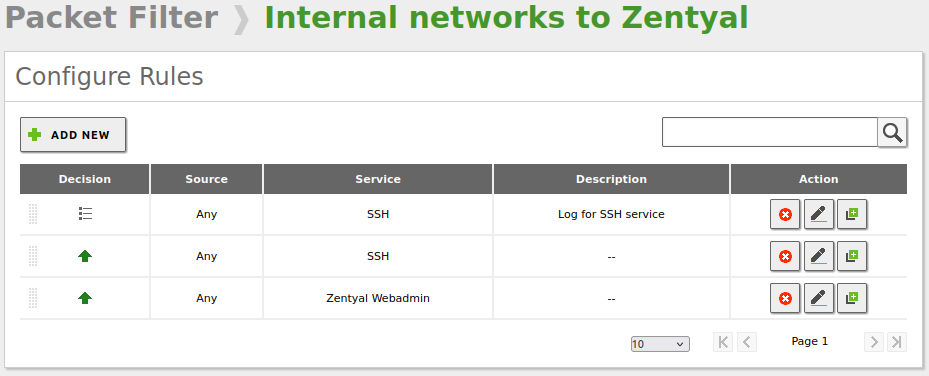 Packet Filter ❯ Internal networks to Zentyal
Configure Rules
ADD NEW
Decision Source Service Description Action
Any SSH Log for SSH service
Any SSH --
Any Zentyal Webadmin --
10 Page 1